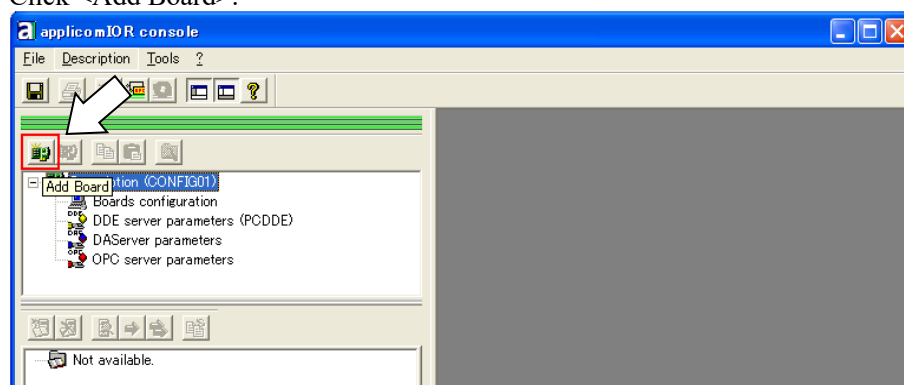 Click <Add Board>.
applicomIOR console
File Description Tools ?
Description (CONFIG01)
Add Board
Boards configuration
DDE server parameters (PCDDE)
DAServer parameters
OPC server parameters
Not available.